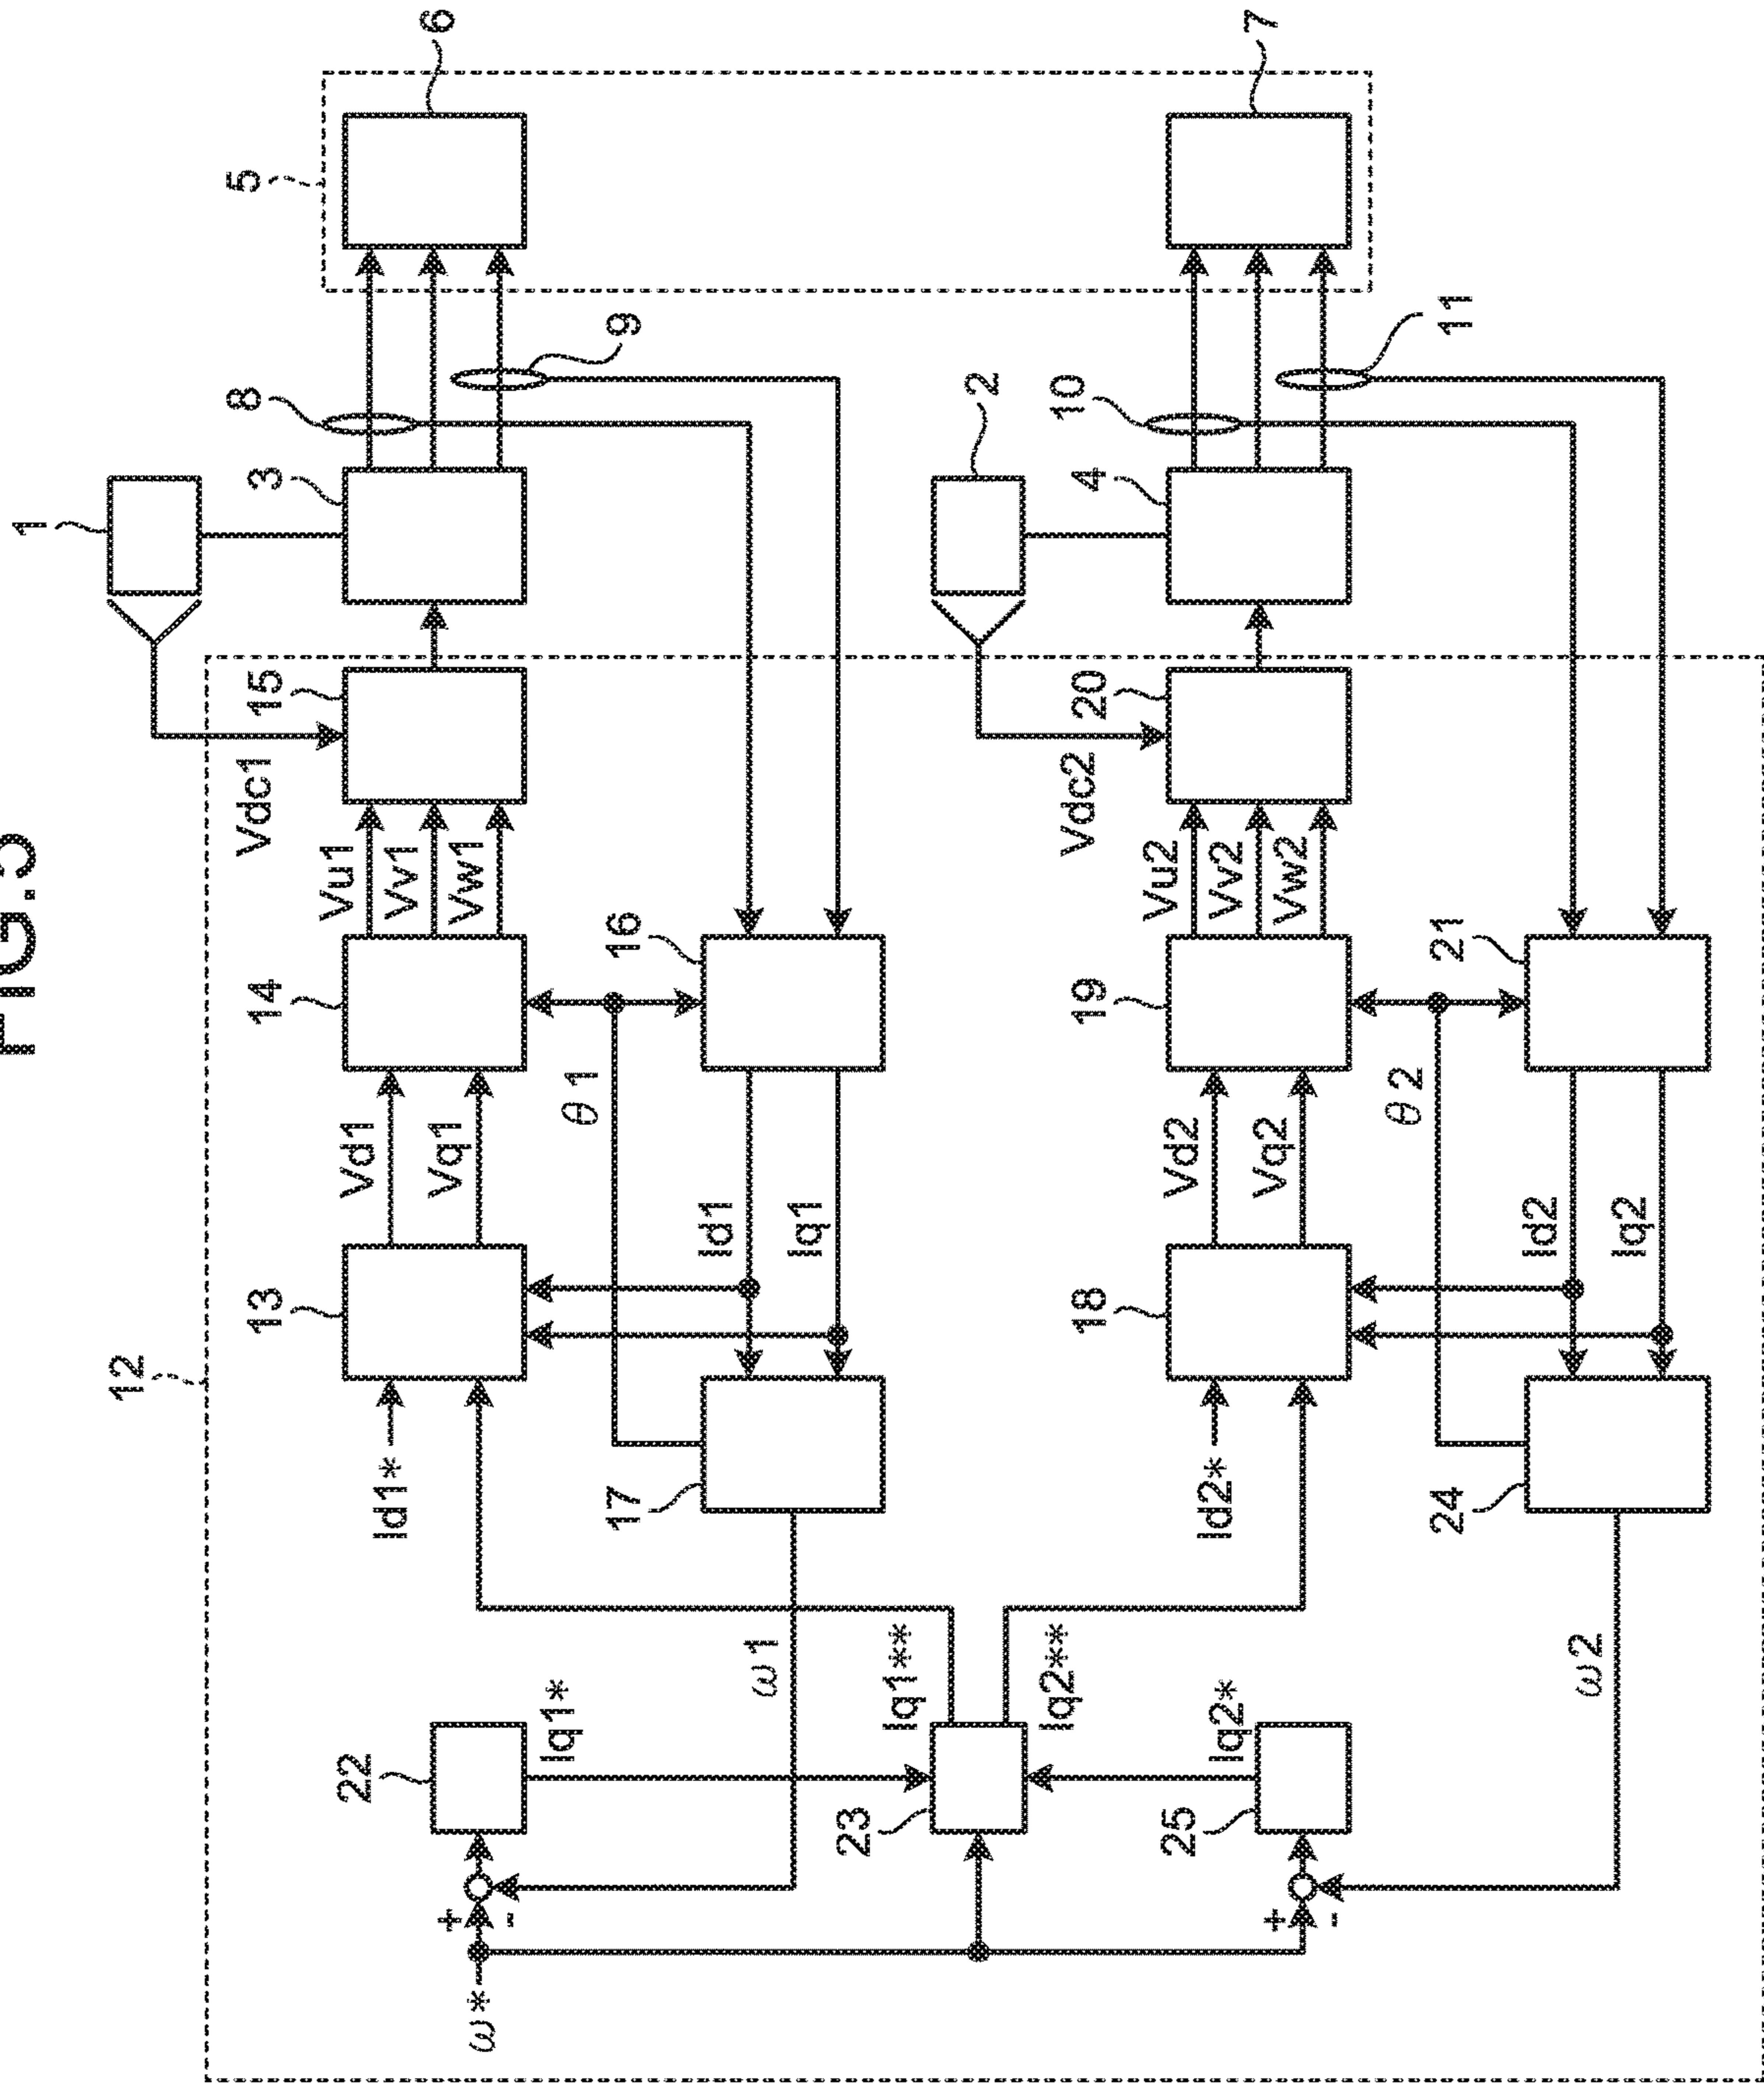 FIG.5
1
12
Vdc1
8
5
13
14
15
3
6
22
Id1*
Vd1
Vq1
Vu1
Vv1
Vw1
ω*
+
-
Iq1*
17
θ1
16
9
Id1
Iq1
ω1
23
Iq1**
Iq2**
2
Vdc2
10
18
19
20
4
7
25
Iq2*
Id2*
Vd2
Vq2
Vu2
Vv2
Vw2
+
-
24
θ2
21
11
Id2
Iq2
ω2